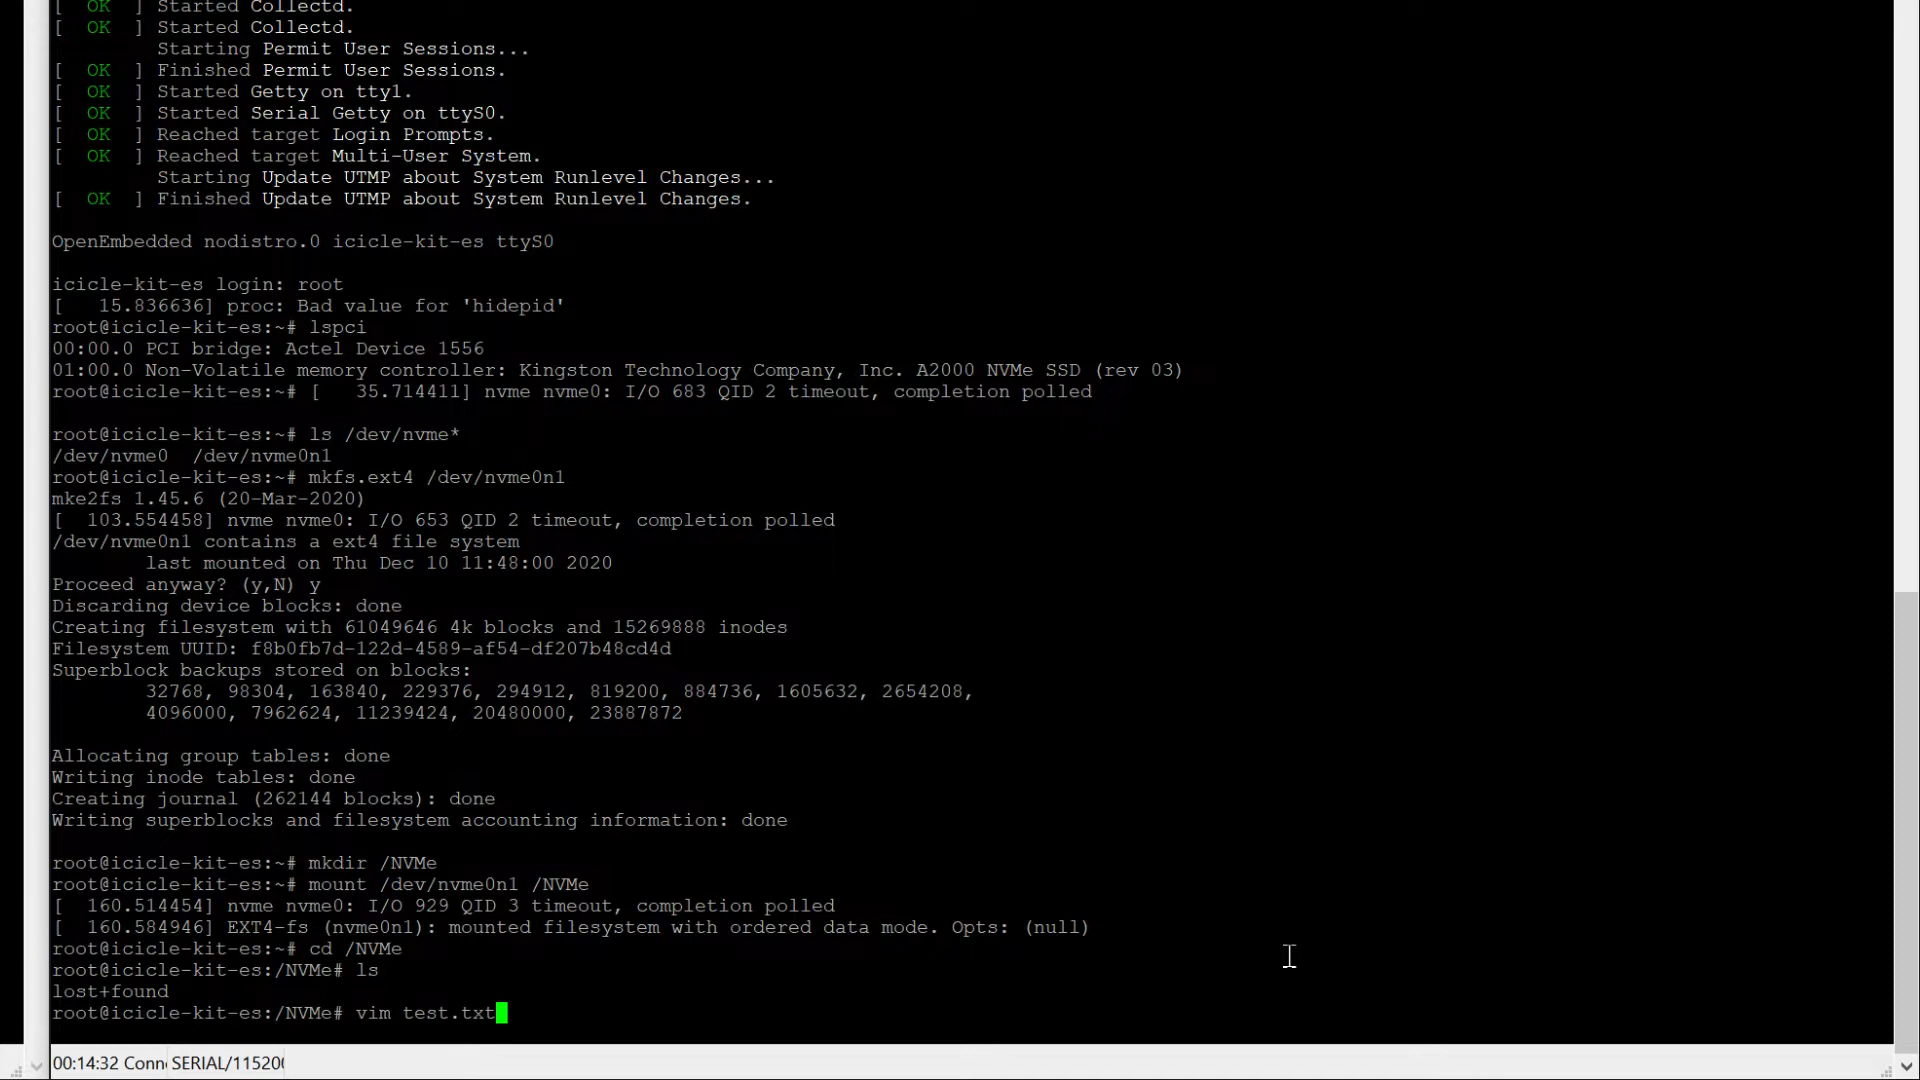 [  OK  ] Started Collectd.
[  OK  ] Started Collectd.
         Starting Permit User Sessions...
[  OK  ] Finished Permit User Sessions.
[  OK  ] Started Getty on tty1.
[  OK  ] Started Serial Getty on ttyS0.
[  OK  ] Reached target Login Prompts.
[  OK  ] Reached target Multi-User System.
         Starting Update UTMP about System Runlevel Changes...
[  OK  ] Finished Update UTMP about System Runlevel Changes.
OpenEmbedded nodistro.0 icicle-kit-es ttyS0
icicle-kit-es login: root
[   15.836636] proc: Bad value for 'hidepid'
root@icicle-kit-es:~# lspci
00:00.0 PCI bridge: Actel Device 1556
01:00.0 Non-Volatile memory controller: Kingston Technology Company, Inc. A2000 NVMe SSD (rev 03)
root@icicle-kit-es:~# [   35.714411] nvme nvme0: I/O 683 QID 2 timeout, completion polled
root@icicle-kit-es:~# ls /dev/nvme*
/dev/nvme0  /dev/nvme0n1
root@icicle-kit-es:~# mkfs.ext4 /dev/nvme0n1
mke2fs 1.45.6 (20-Mar-2020)
[  103.554458] nvme nvme0: I/O 653 QID 2 timeout, completion polled
/dev/nvme0n1 contains a ext4 file system
        last mounted on Thu Dec 10 11:48:00 2020
Proceed anyway? (y,N) y
Discarding device blocks: done
Creating filesystem with 61049646 4k blocks and 15269888 inodes
Filesystem UUID: f8b0fb7d-122d-4589-af54-df207b48cd4d
Superblock backups stored on blocks:
        32768, 98304, 163840, 229376, 294912, 819200, 884736, 1605632, 2654208,
        4096000, 7962624, 11239424, 20480000, 23887872
Allocating group tables: done
Writing inode tables: done
Creating journal (262144 blocks): done
Writing superblocks and filesystem accounting information: done
root@icicle-kit-es:~# mkdir /NVMe
root@icicle-kit-es:~# mount /dev/nvme0n1 /NVMe
[  160.514454] nvme nvme0: I/O 929 QID 3 timeout, completion polled
[  160.584946] EXT4-fs (nvme0n1): mounted filesystem with ordered data mode. Opts: (null)
root@icicle-kit-es:~# cd /NVMe
root@icicle-kit-es:/NVMe# ls
lost+found
root@icicle-kit-es:/NVMe# vim test.txt
00:14:32 Conn SERIAL/11520